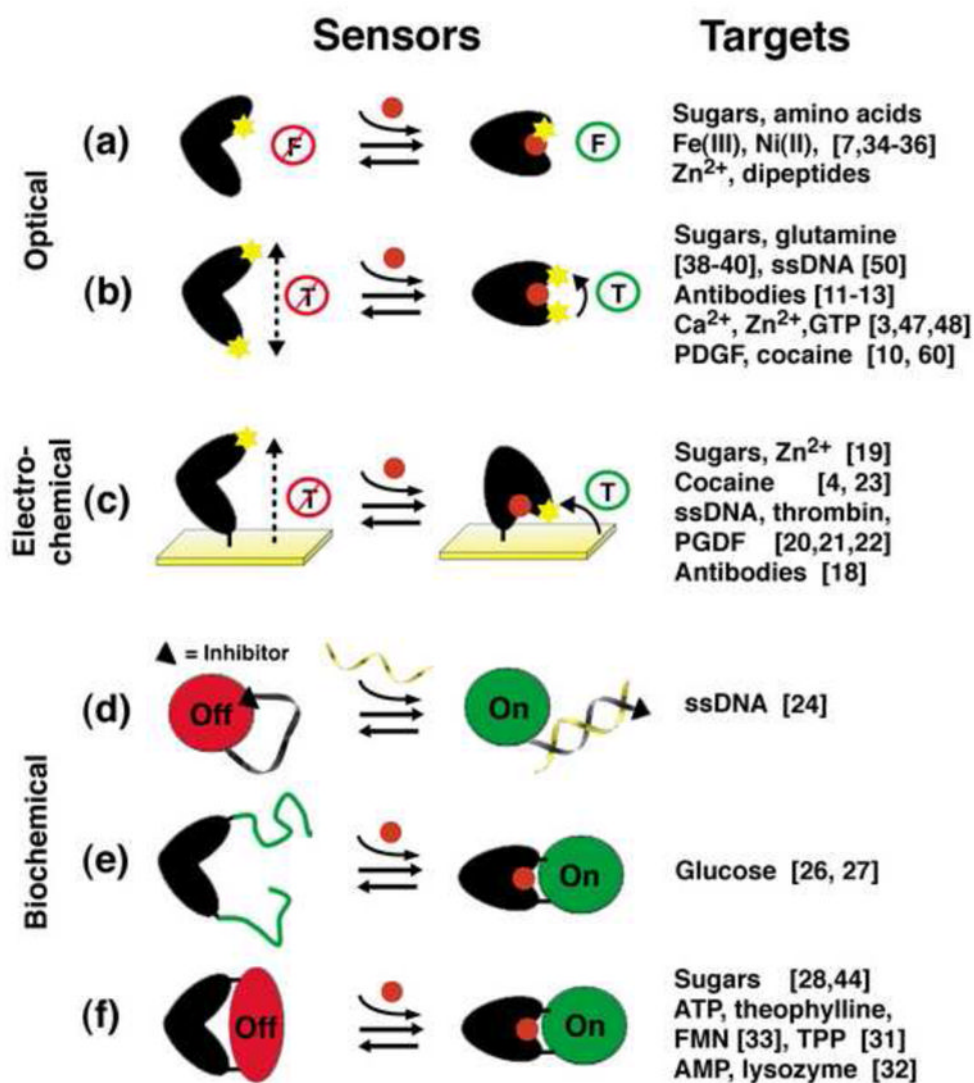 Sensors Targets
Optical
(a) F F Sugars, amino acids
Fe(III), Ni(II), [7,34-36]
Zn2+, dipeptides
(b) T T Sugars, glutamine
[38-40], ssDNA [50]
Antibodies [11-13]
Ca2+, Zn2+,GTP [3,47,48]
PDGF, cocaine [10, 60]
Electro-
chemical
(c) T T Sugars, Zn2+ [19]
Cocaine [4, 23]
ssDNA, thrombin,
PGDF [20,21,22]
Antibodies [18]
Biochemical
▲ = Inhibitor
(d) Off On ssDNA [24]
(e) On Glucose [26, 27]
(f) Off On Sugars [28,44]
ATP, theophylline,
FMN [33], TPP [31]
AMP, lysozyme [32]